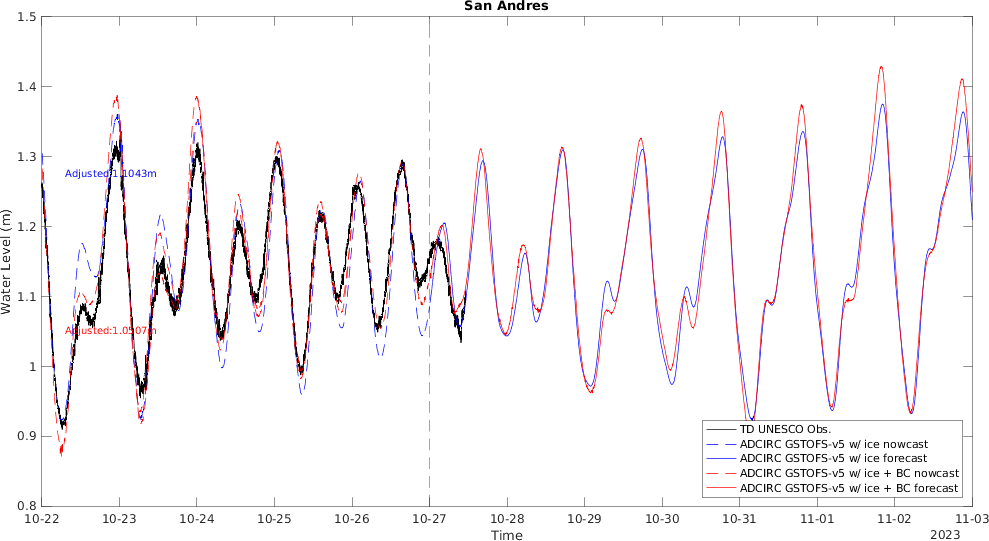 San Andres
Water Level (m)
1.5
1.4
1.3
1.2
1.1
1
0.9
0.8
Adjusted:1.1043m
Adjusted:1.0507m
TD UNESCO Obs.
ADCIRC GSTOFS-v5 w/ ice nowcast
ADCIRC GSTOFS-v5 w/ ice forecast
ADCIRC GSTOFS-v5 w/ ice + BC nowcast
ADCIRC GSTOFS-v5 w/ ice + BC forecast
10-22 10-23 10-24 10-25 10-26 10-27 10-28 10-29 10-30 10-31 11-01 11-02 11-03
Time
2023